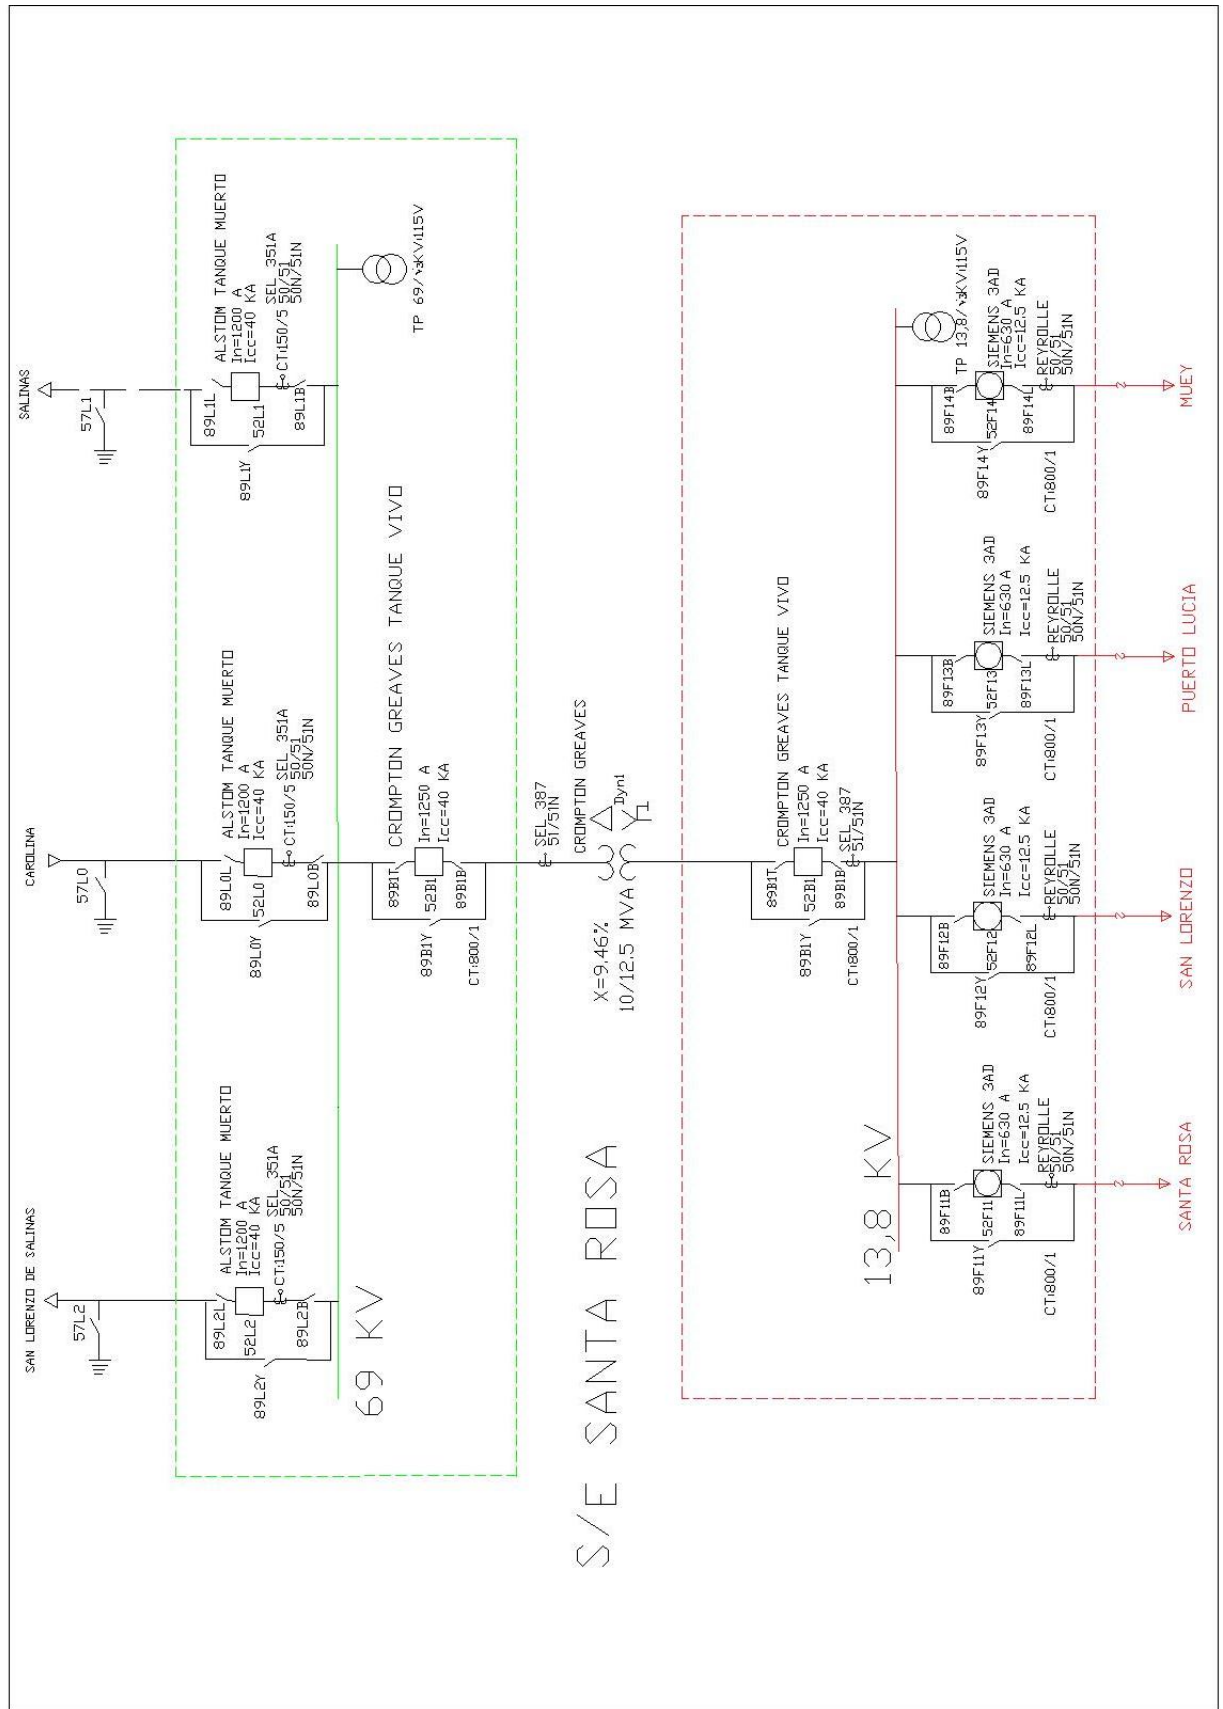 SAN LORENZO DE SALINAS
57L2
89L2L
52L2
89L2B
89L2Y
ALSTOM TANQUE MUERTO
In=1200 A
Icc=40 KA
CT:150/5 SEL 351A
50/51
50N/51N
CAROLINA
57L0
89L0L
52L0
89L0B
89L0Y
ALSTOM TANQUE MUERTO
In=1200 A
Icc=40 KA
CT:150/5 SEL 351A
50/51
50N/51N
SALINAS
57L1
89L1L
52L1
89L1B
89L1Y
ALSTOM TANQUE MUERTO
In=1200 A
Icc=40 KA
CT:150/5 SEL 351A
50/51
50N/51N
69 KV
TP 69/√3KV:115V
CROMPTON GREAVES TANQUE VIVO
89B1T
In=1250 A
Icc=40 KA
52B1
89B1Y
89B1B
CT:800/1
SEL 387
51/51N
CROMPTON GREAVES
X=9.46%
10/12.5 MVA
Dyn1
S/E SANTA ROSA
CROMPTON GREAVES TANQUE VIVO
89B1T
In=1250 A
Icc=40 KA
52B1
89B1Y
89B1B
CT:800/1
SEL 387
51/51N
13,8 KV
TP 13,8/√3KV:115V
89F11B
52F11
89F11L
89F11Y
SIEMENS 3AD
In=630 A
Icc=12.5 KA
CT:800/1
REYROLLE
50/51
50N/51N
SANTA ROSA
89F12B
52F12
89F12L
89F12Y
SIEMENS 3AD
In=630 A
Icc=12.5 KA
CT:800/1
REYROLLE
50/51
50N/51N
SAN LORENZO
89F13B
52F13
89F13L
89F13Y
SIEMENS 3AD
In=630 A
Icc=12.5 KA
CT:800/1
REYROLLE
50/51
50N/51N
PUERTO LUCIA
89F14B
52F14
89F14L
89F14Y
SIEMENS 3AD
In=630 A
Icc=12.5 KA
CT:800/1
REYROLLE
50/51
50N/51N
MUEY